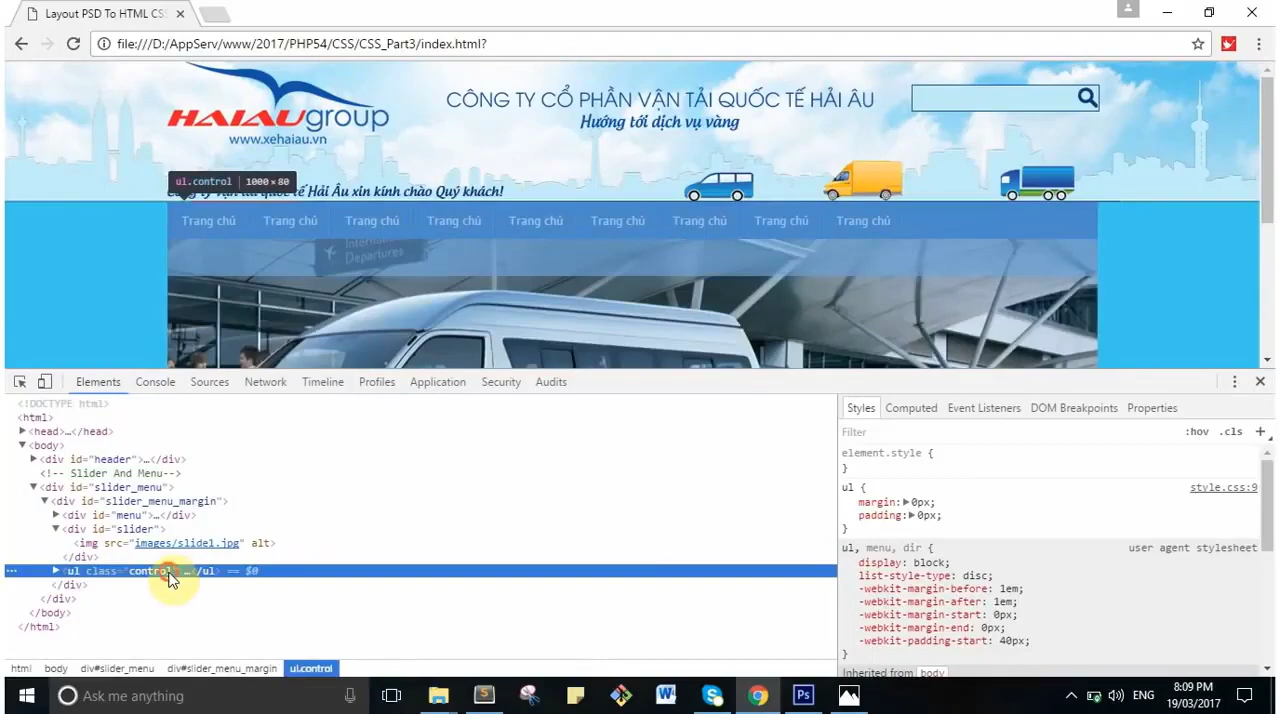 Layout PSD To HTML CSS
file:///D:/AppServ/www/2017/PHP54/CSS/CSS_Part3/index.html?
HAIAUgroup
www.xehaiau.vn
CÔNG TY CỔ PHẦN VẬN TẢI QUỐC TẾ HẢI ÂU
Hướng tới dịch vụ vàng
ul.control | 1000×80
Công ty vận tải quốc tế Hải Âu xin kính chào Quý khách!
Trang chủ Trang chủ Trang chủ Trang chủ Trang chủ Trang chủ Trang chủ Trang chủ Trang chủ
International
Departures
Elements Console Sources Network Timeline Profiles Application Security Audits
<!DOCTYPE html>
<html>
<head>…</head>
<body>
<div id="header">…</div>
<!-- Slider And Menu-->
<div id="slider_menu">
<div id="slider_menu_margin">
<div id="menu">…</div>
<div id="slider">
<img src="images/slide1.jpg" alt>
</div>
<ul class="control">…</ul> == $0
</div>
</div>
</body>
</html>
html body div#slider_menu div#slider_menu_margin ul.control
Styles Computed Event Listeners DOM Breakpoints Properties
Filter :hov .cls +
element.style {
}
ul { style.css:9
margin: 0px;
padding: 0px;
}
ul, menu, dir { user agent stylesheet
display: block;
list-style-type: disc;
-webkit-margin-before: 1em;
-webkit-margin-after: 1em;
-webkit-margin-start: 0px;
-webkit-margin-end: 0px;
-webkit-padding-start: 40px;
}
Inherited from body
Ask me anything
ENG
8:09 PM
19/03/2017